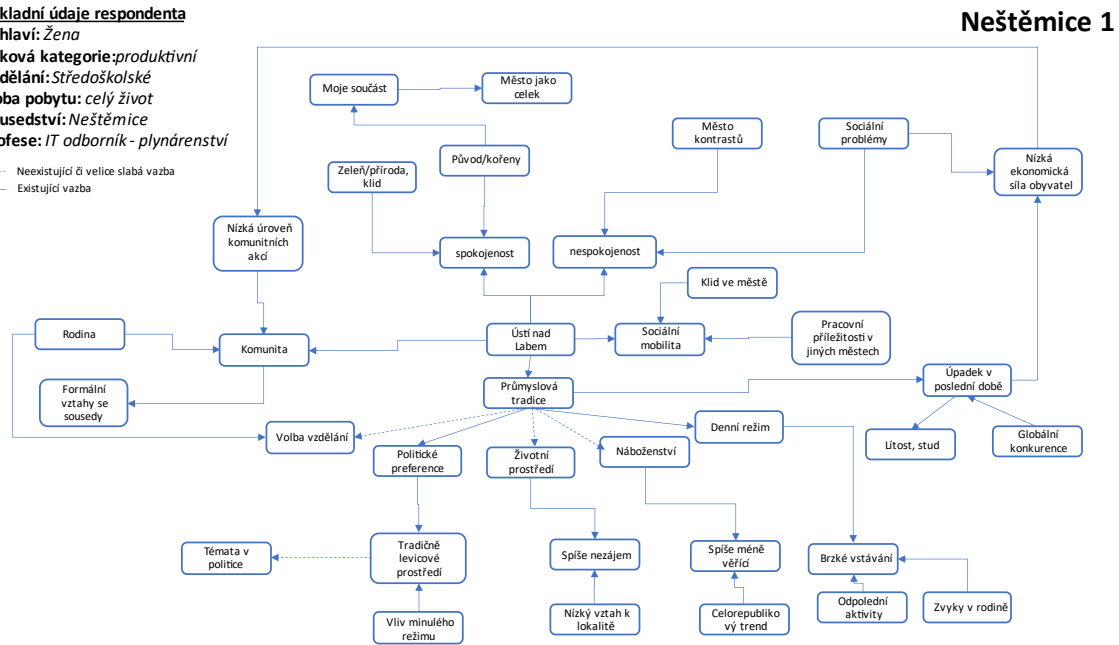 kladní údaje respondenta
Neštěmice 1
hlaví: Žena
ková kategorie:produktivní
dělání: Středoškolské
oba pobytu: celý život
usedství: Neštěmice
ofese: IT odborník - plynárenství
Neexistující či velice slabá vazba
Existující vazba
Moje součást
Město jako
celek
Město
kontrastů
Sociální
problémy
Původ/kořeny
Zeleň/příroda,
klid
Nízká
ekonomická
síla obyvatel
Nízká úroveň
komunitních
akcí
spokojenost
nespokojenost
Klid ve městě
Rodina
Komunita
Ústí nad
Labem
Sociální
mobilita
Pracovní
příležitosti v
jiných městech
Průmyslová
tradice
Úpadek v
poslední době
Formální
vztahy se
sousedy
Volba vzdělání
Politické
preference
Životní
prostředí
Náboženství
Denní režim
Lítost, stud
Globální
konkurence
Témata v
politice
Tradičně
levicové
prostředí
Spíše nezájem
Spíše méně
věřící
Brzké vstávání
Vliv minulého
režimu
Nízký vztah k
lokalitě
Celorepubliko
vý trend
Odpolední
aktivity
Zvyky v rodině